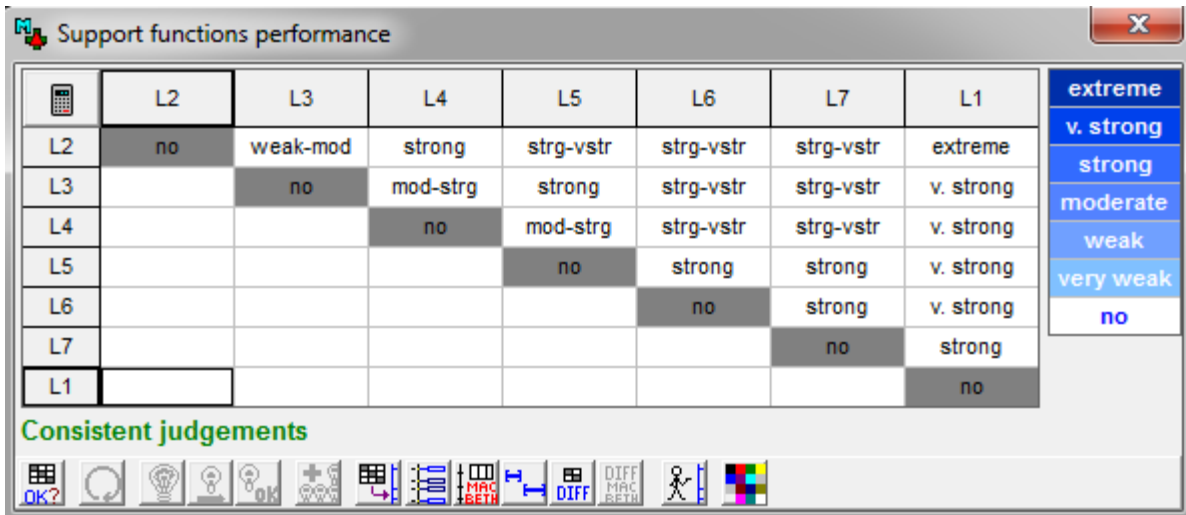 Support functions performance
L2 L3 L4 L5 L6 L7 L1
L2 no weak-mod strong strg-vstr strg-vstr strg-vstr extreme
L3 no mod-strg strong strg-vstr strg-vstr v. strong
L4 no mod-strg strg-vstr strg-vstr v. strong
L5 no strong strong v. strong
L6 no strong v. strong
L7 no strong
L1 no
extreme
v. strong
strong
moderate
weak
very weak
no
Consistent judgements
OK? OK MAC BETH DIFF DIFF MAC BETH